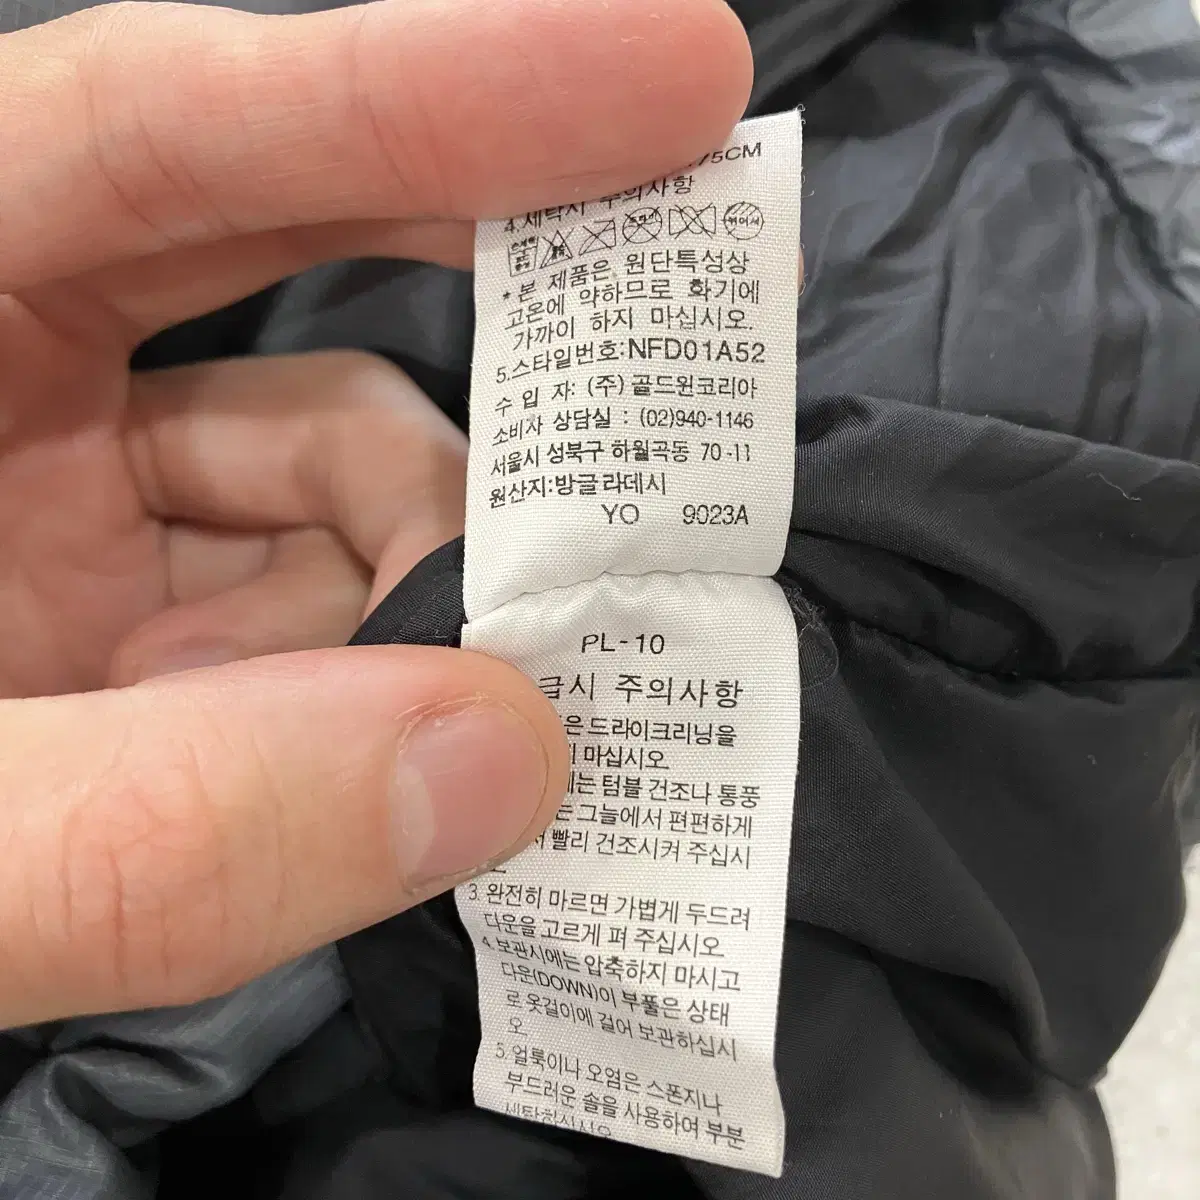 175CM
4.세탁시 주의사항
* 본 제품은 원단특성상
고온에 약하므로 화기에
가까이 하지 마십시오.
5.스타일번호:NFD01A52
수 입 자: (주) 골드윈코리아
소비자 상담실 : (02)940-1146
서울시 성북구 하월곡동 70-11
원산지:방글라데시
YO 9023A
PL-10
급시 주의사항
은 드라이크리닝을
마십시오
는 텀블 건조나 통풍
는 그늘에서 편편하게
서 빨리 건조시켜 주십시
오
3. 완전히 마르면 가볍게 두드려
다운을 고르게 펴 주십시오
4.보관시에는 압축하지 마시고
다운(DOWN)이 부풀은 상태
로 옷걸이에 걸어 보관하십시
오
5.얼룩이나 오염은 스폰지나
부드러운 솔을 사용하여 부분
세탁하십시오